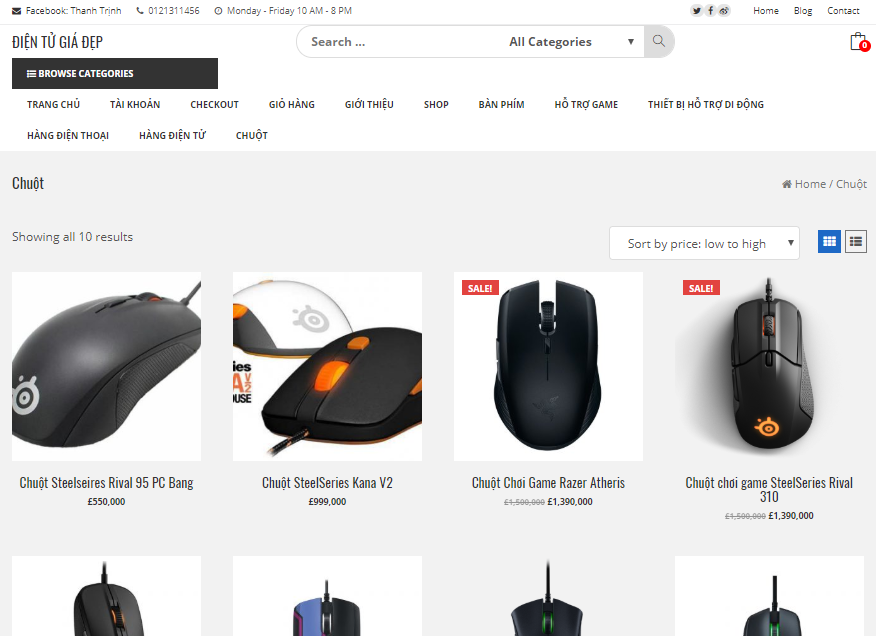 Facebook: Thanh Trịnh 0121311456 Monday - Friday 10 AM - 8 PM Home Blog Contact
ĐIỆN TỬ GIÁ ĐẸP
Search ... All Categories
0
BROWSE CATEGORIES
TRANG CHỦ TÀI KHOẢN CHECKOUT GIỎ HÀNG GIỚI THIỆU SHOP BÀN PHÍM HỖ TRỢ GAME THIẾT BỊ HỖ TRỢ DI ĐỘNG
HÀNG ĐIỆN THOẠI HÀNG ĐIỆN TỬ CHUỘT
Chuột Home / Chuột
Showing all 10 results Sort by price: low to high
SALE! SALE!
Chuột Steelseires Rival 95 PC Bang
£550,000
Chuột SteelSeries Kana V2
£999,000
Chuột Chơi Game Razer Atheris
£1,500,000 £1,390,000
Chuột chơi game SteelSeries Rival
310
£1,500,000 £1,390,000